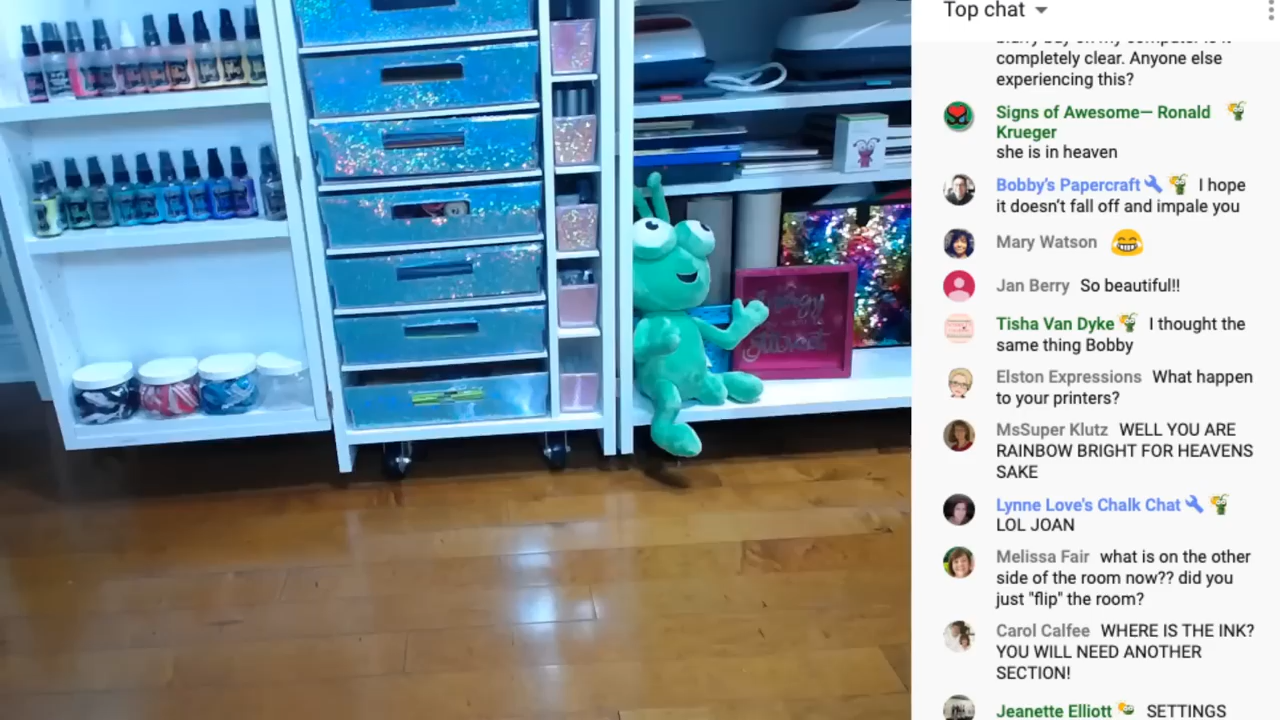 Top chat
completely clear. Anyone else
experiencing this?
Signs of Awesome— Ronald
Krueger
she is in heaven
Bobby's Papercraft I hope
it doesn't fall off and impale you
Mary Watson
Jan Berry So beautiful!!
Tisha Van Dyke I thought the
same thing Bobby
Elston Expressions What happen
to your printers?
MsSuper Klutz WELL YOU ARE
RAINBOW BRIGHT FOR HEAVENS
SAKE
Lynne Love's Chalk Chat
LOL JOAN
Melissa Fair what is on the other
side of the room now?? did you
just "flip" the room?
Carol Calfee WHERE IS THE INK?
YOU WILL NEED ANOTHER
SECTION!
Jeanette Elliott SETTINGS